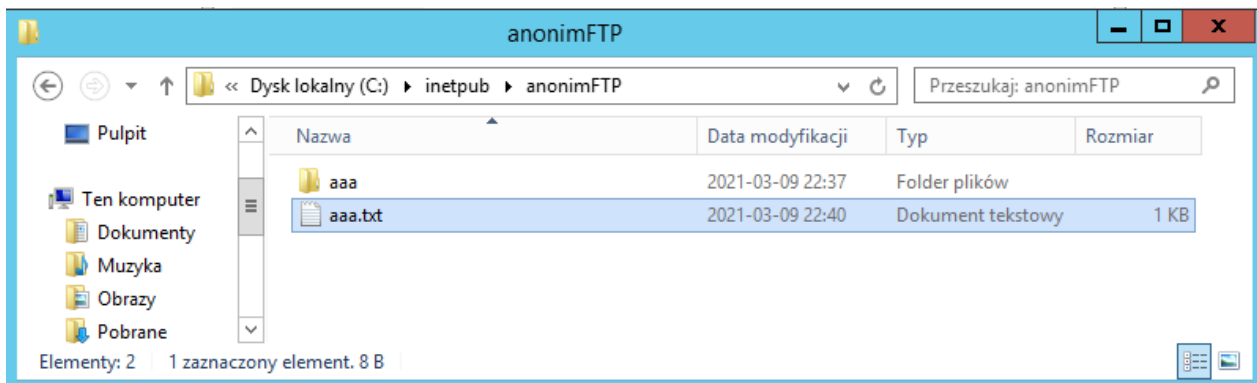 anonimFTP
« Dysk lokalny (C:) ▸ inetpub ▸ anonimFTP
Przeszukaj: anonimFTP
Pulpit
Ten komputer
Dokumenty
Muzyka
Obrazy
Pobrane
Nazwa Data modyfikacji Typ Rozmiar
aaa 2021-03-09 22:37 Folder plików
aaa.txt 2021-03-09 22:40 Dokument tekstowy 1 KB
Elementy: 2 1 zaznaczony element. 8 B